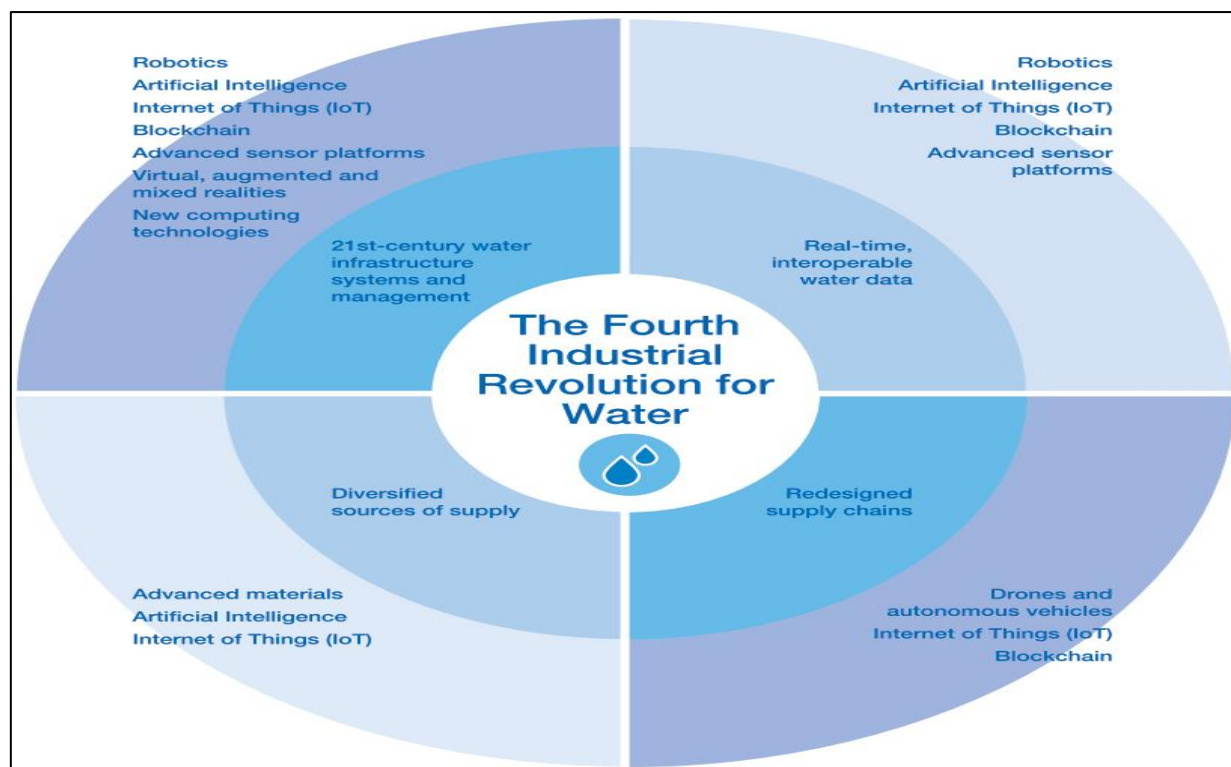 Robotics
Artificial Intelligence
Internet of Things (IoT)
Blockchain
Advanced sensor platforms
Virtual, augmented and
mixed realities
New computing
technologies
21st-century water
infrastructure
systems and
management
Robotics
Artificial Intelligence
Internet of Things (IoT)
Blockchain
Advanced sensor
platforms
Real-time,
interoperable
water data
The Fourth
Industrial
Revolution for
Water
Diversified
sources of supply
Advanced materials
Artificial Intelligence
Internet of Things (IoT)
Redesigned
supply chains
Drones and
autonomous vehicles
Internet of Things (IoT)
Blockchain